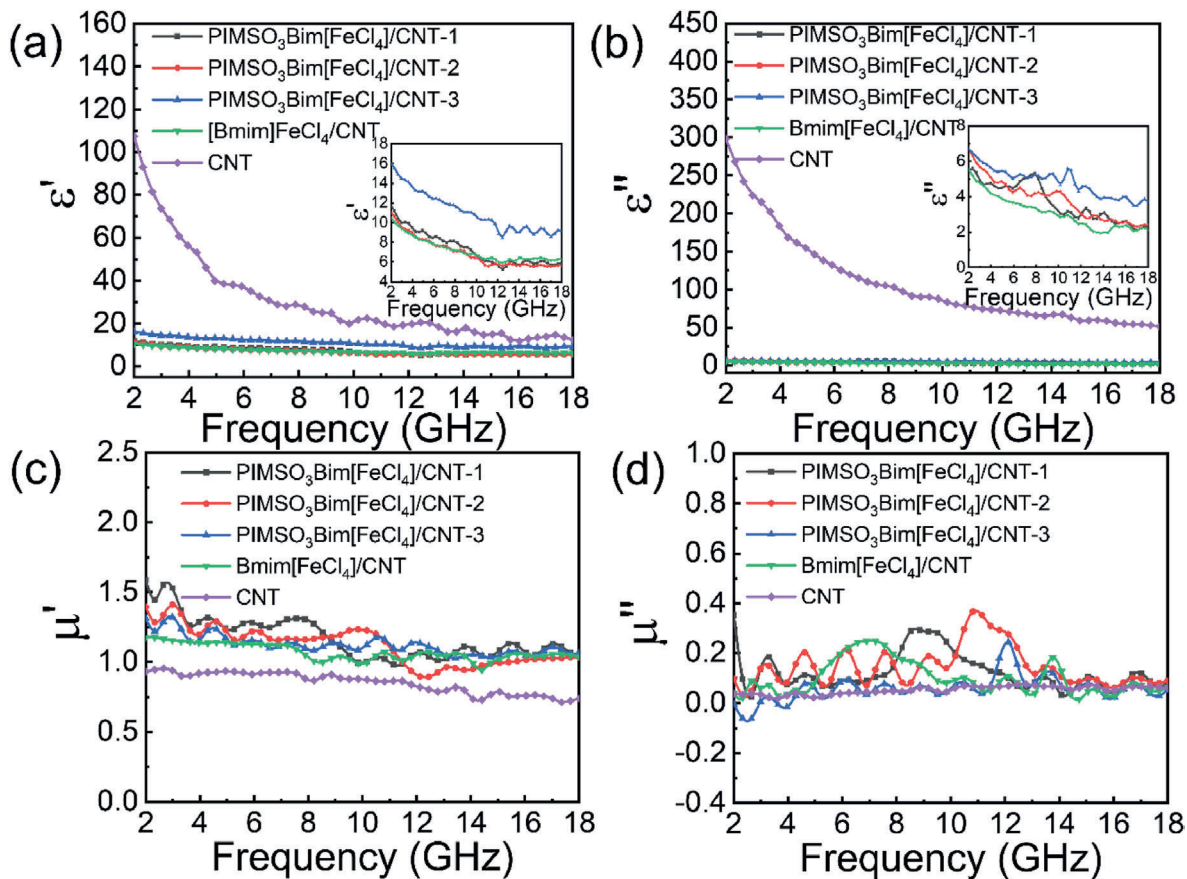 (a)
160
140
120
100
80
60
40
20
0
ε'
PIMSO₃Bim[FeCl₄]/CNT-1
PIMSO₃Bim[FeCl₄]/CNT-2
PIMSO₃Bim[FeCl₄]/CNT-3
[Bmim]FeCl₄/CNT
CNT
18
16
14
12
10
8
6
4
ε'
2 4 6 8 10 12 14 16 18
Frequency (GHz)
2 4 6 8 10 12 14 16 18
Frequency (GHz)
(b)
450
400
350
300
250
200
150
100
50
0
ε"
PIMSO₃Bim[FeCl₄]/CNT-1
PIMSO₃Bim[FeCl₄]/CNT-2
PIMSO₃Bim[FeCl₄]/CNT-3
Bmim[FeCl₄]/CNT
CNT
8
6
4
2
0
ε"
2 4 6 8 10 12 14 16 18
Frequency (GHz)
2 4 6 8 10 12 14 16 18
Frequency (GHz)
(c)
2.5
2.0
1.5
1.0
0.5
0.0
μ'
PIMSO₃Bim[FeCl₄]/CNT-1
PIMSO₃Bim[FeCl₄]/CNT-2
PIMSO₃Bim[FeCl₄]/CNT-3
Bmim[FeCl₄]/CNT
CNT
2 4 6 8 10 12 14 16 18
Frequency (GHz)
(d)
1.0
0.8
0.6
0.4
0.2
0.0
-0.2
-0.4
μ"
PIMSO₃Bim[FeCl₄]/CNT-1
PIMSO₃Bim[FeCl₄]/CNT-2
PIMSO₃Bim[FeCl₄]/CNT-3
Bmim[FeCl₄]/CNT
CNT
2 4 6 8 10 12 14 16 18
Frequency (GHz)